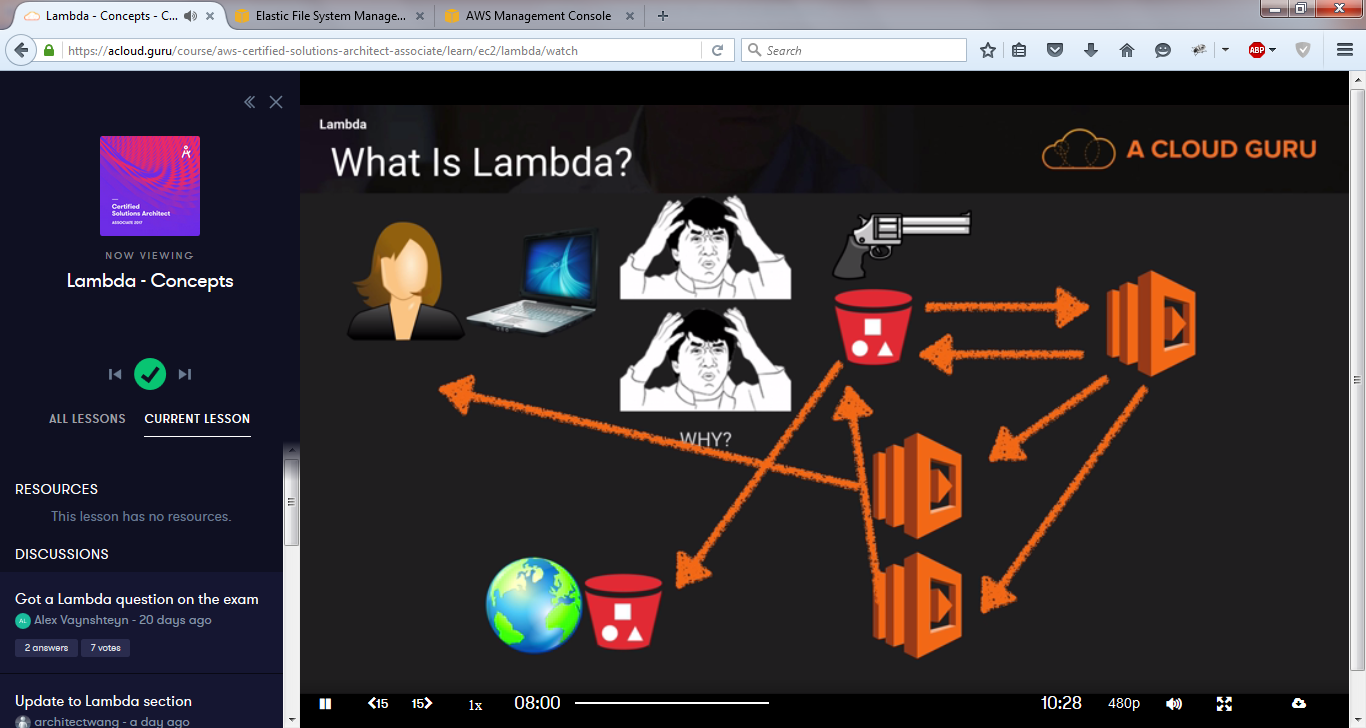 Lambda - Concepts - C...
Elastic File System Manage...
AWS Management Console
https://acloud.guru/course/aws-certified-solutions-architect-associate/learn/ec2/lambda/watch
Search
ABP
Certified
Solutions Architect
ASSOCIATE 2017
NOW VIEWING
Lambda - Concepts
ALL LESSONS
CURRENT LESSON
RESOURCES
This lesson has no resources.
DISCUSSIONS
Got a Lambda question on the exam
AL Alex Vaynshteyn - 20 days ago
2 answers 7 votes
Update to Lambda section
architectwang - a day ago
Lambda
What Is Lambda?
A CLOUD GURU
WHY?
15 15 1x 08:00 10:28 480p